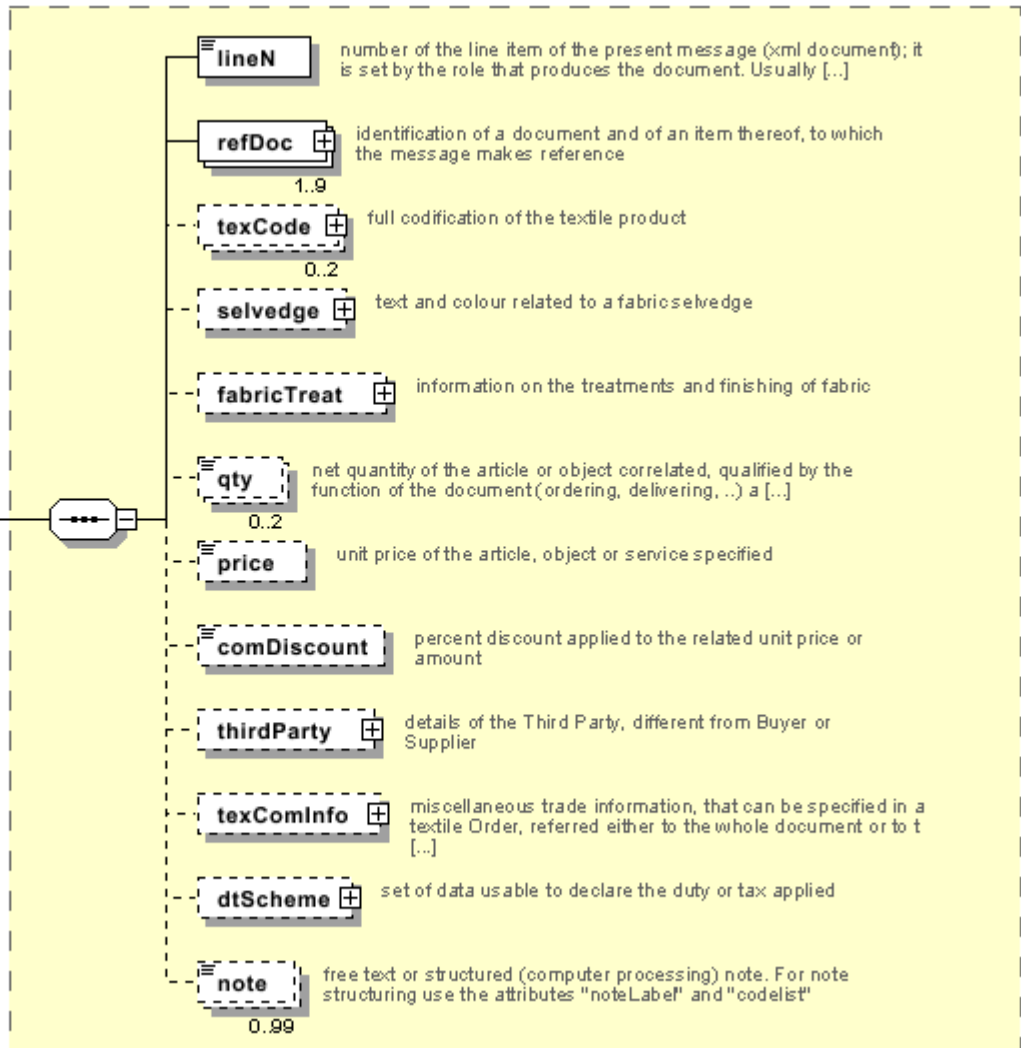 lineN
number of the line item of the present message (xml document); it
is set by the role that produces the document. Usually [...]
refDoc
identification of a document and of an item thereof, to which
the message makes reference
1..9
texCode
full codification of the textile product
0..2
selvedge
text and colour related to a fabric selvedge
fabricTreat
information on the treatments and finishing of fabric
qty
net quantity of the article or object correlated, qualified by the
function of the document (ordering, delivering, ..) a [...]
0..2
price
unit price of the article, object or service specified
comDiscount
percent discount applied to the related unit price or
amount
thirdParty
details of the Third Party, different from Buyer or
Supplier
texComInfo
miscellaneous trade information, that can be specified in a
textile Order, referred either to the whole document or to t
[...]
dtScheme
set of data usable to declare the duty or tax applied
note
free text or structured (computer processing) note. For note
structuring use the attributes "noteLabel" and "codelist"
0..99